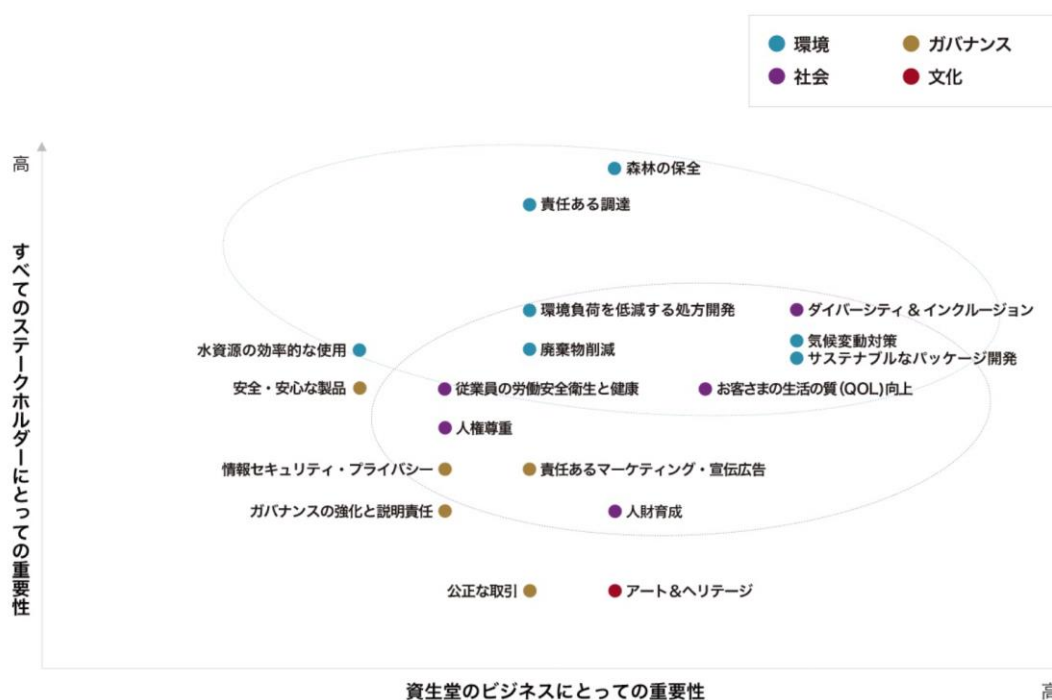 環境
ガバナンス
社会
文化
高
すべてのステークホルダーにとっての重要性
森林の保全
責任ある調達
環境負荷を低減する処方開発
ダイバーシティ & インクルージョン
気候変動対策
水資源の効率的な使用
廃棄物削減
サステナブルなパッケージ開発
安全・安心な製品
従業員の労働安全衛生と健康
お客さまの生活の質(QOL)向上
人権尊重
情報セキュリティ・プライバシー
責任あるマーケティング・宣伝広告
ガバナンスの強化と説明責任
人財育成
公正な取引
アート&ヘリテージ
資生堂のビジネスにとっての重要性
高